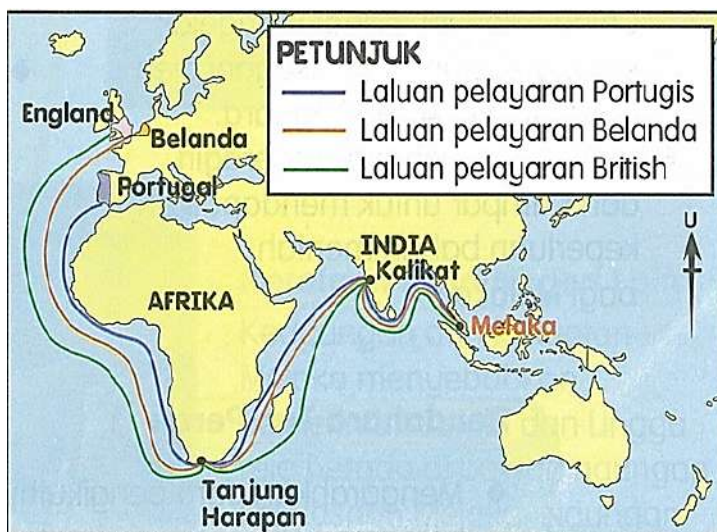 PETUNJUK
Laluan pelayaran Portugis
Laluan pelayaran Belanda
Laluan pelayaran British
England
Belanda
Portugal
U
INDIA
Kalikat
AFRIKA
Melaka
Tanjung
Harapan